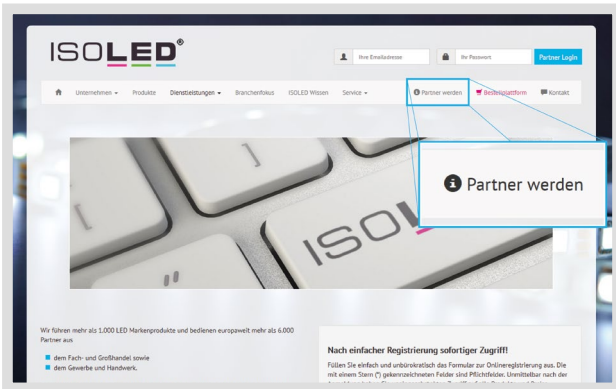 ISOLED®
Ihre Emailadresse
Ihr Passwort
Partner Login
Unternehmen
Produkte
Dienstleistungen
Branchenfokus
ISOLED Wissen
Service
Partner werden
Bestellplattform
Kontakt
Partner werden
ISOL
Wir führen mehr als 1.000 LED Markenprodukte und bedienen europaweit mehr als 6.000
Partner aus
dem Fach- und Großhandel sowie
dem Gewerbe und Handwerk.
Nach einfacher Registrierung sofortiger Zugriff!
Füllen Sie einfach und unbürokratisch das Formular zur Onlineregistrierung aus. Die
mit einem Stern (*) gekennzeichneten Felder sind Pflichtfelder. Unmittelbar nach der